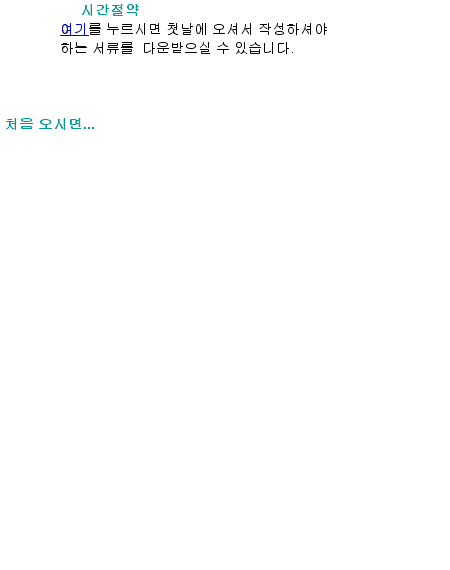 시간절약
여기를 누르시면 첫날에 오셔서 작성하셔야
하는 서류를 다운받으실 수 있습니다.
처음 오시면...